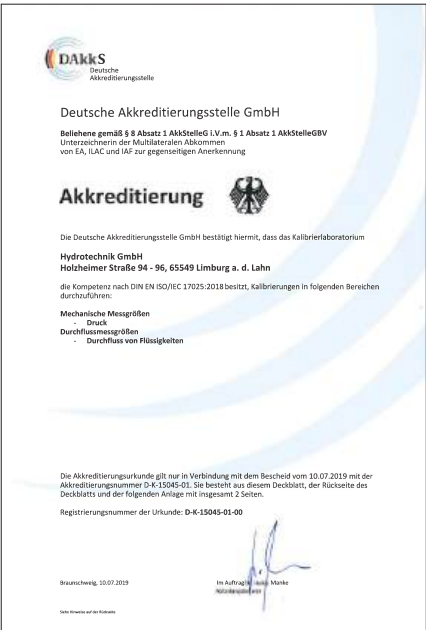 DAkkS
Deutsche
Akkreditierungsstelle
Deutsche Akkreditierungsstelle GmbH
Beliehene gemäß § 8 Absatz 1 AkkStelleG i.V.m. § 1 Absatz 1 AkkStelleGBV
Unterzeichnerin der Multilateralen Abkommen
von EA, ILAC und IAF zur gegenseitigen Anerkennung
Akkreditierung
Die Deutsche Akkreditierungsstelle GmbH bestätigt hiermit, dass das Kalibrierlaboratorium
Hydrotechnik GmbH
Holzheimer Straße 94 - 96, 65549 Limburg a. d. Lahn
die Kompetenz nach DIN EN ISO/IEC 17025:2018 besitzt, Kalibrierungen in folgenden Bereichen
durchzuführen:
Mechanische Messgrößen
- Druck
Durchflussmessgrößen
- Durchfluss von Flüssigkeiten
Die Akkreditierungsurkunde gilt nur in Verbindung mit dem Bescheid vom 10.07.2019 mit der
Akkreditierungsnummer D-K-15045-01. Sie besteht aus diesem Deckblatt, der Rückseite des
Deckblatts und der folgenden Anlage mit insgesamt 2 Seiten.
Registrierungsnummer der Urkunde: D-K-15045-01-00
Braunschweig, 10.07.2019
Im Auftrag Manke
Siehe Hinweise auf der Rückseite